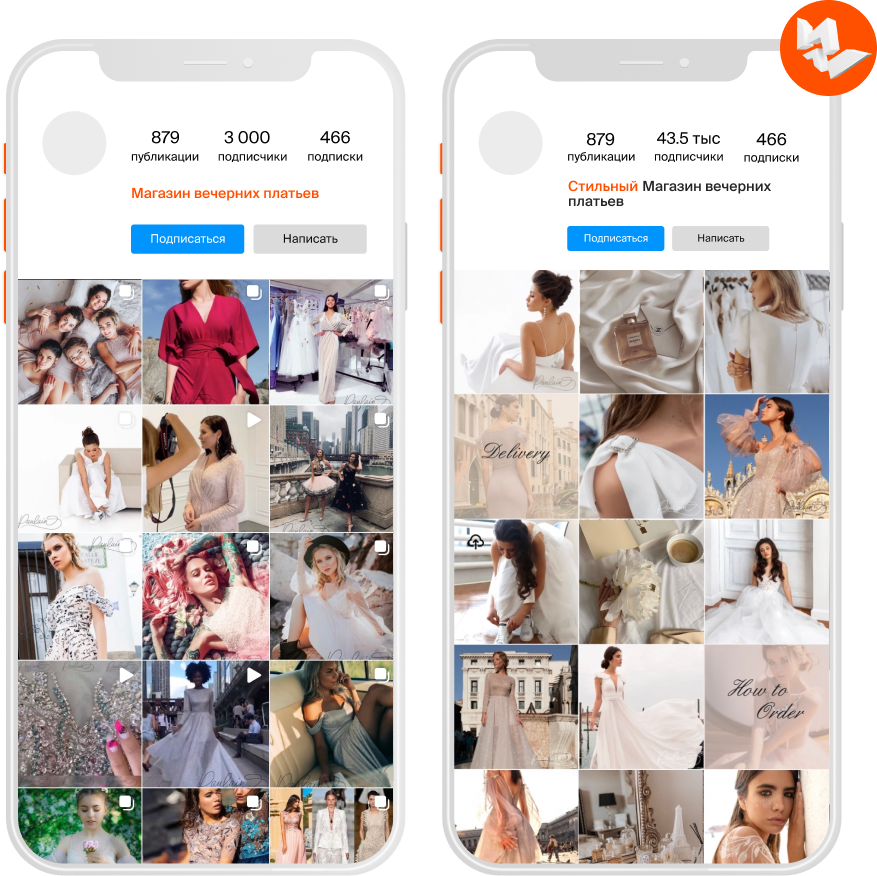 879
3 000
466
публикации
подписчики
подписки
Магазин вечерних платьев
Подписаться
Написать
879
43.5 тыс
466
публикации
подписчики
подписки
Стильный Магазин вечерних
платьев
Подписаться
Написать
Delivery
How to
Order